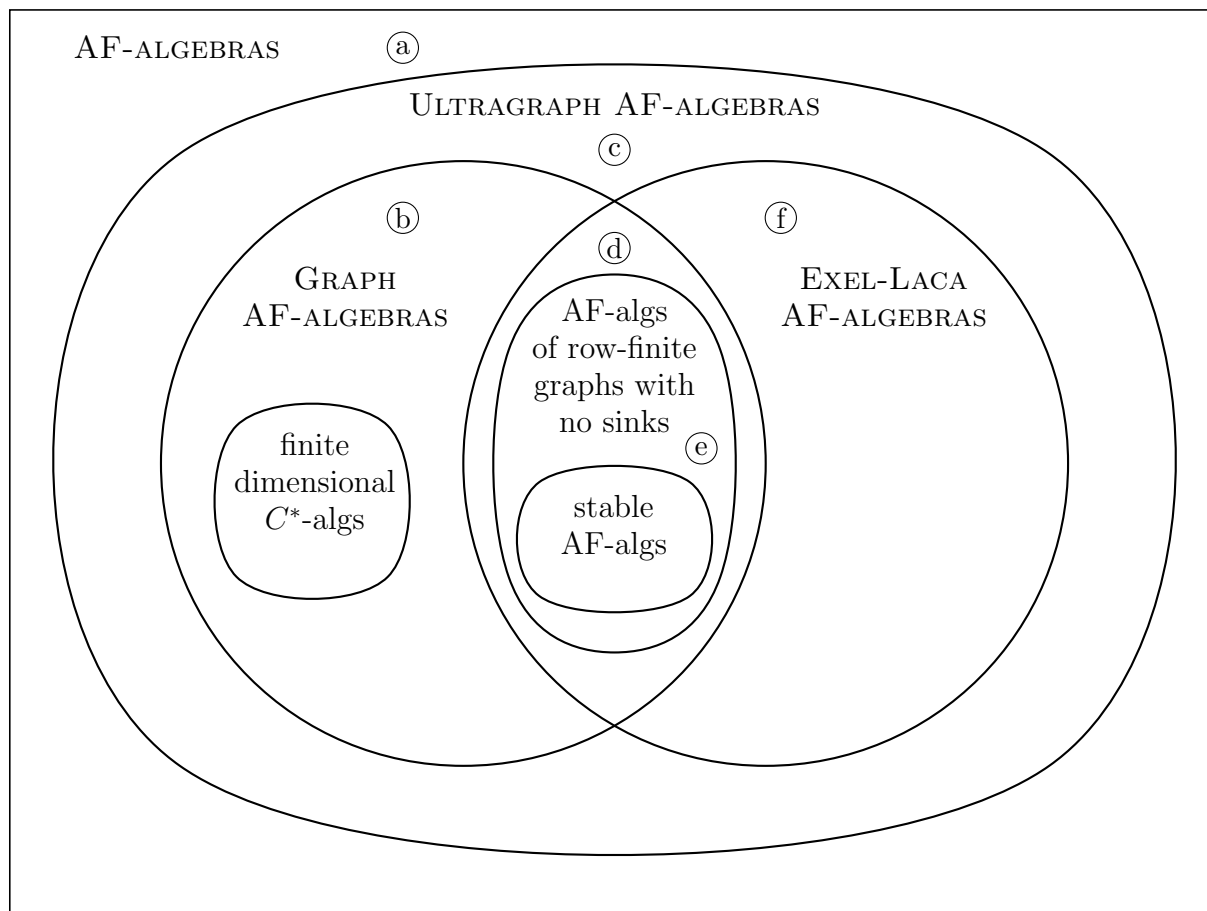 AF-ALGEBRAS ⓐ
ULTRAGRAPH AF-ALGEBRAS
ⓒ
ⓑ
ⓕ
ⓓ
GRAPH
AF-ALGEBRAS
EXEL-LACA
AF-ALGEBRAS
AF-algs
of row-finite
graphs with
no sinks
ⓔ
finite
dimensional
C*-algs
stable
AF-algs